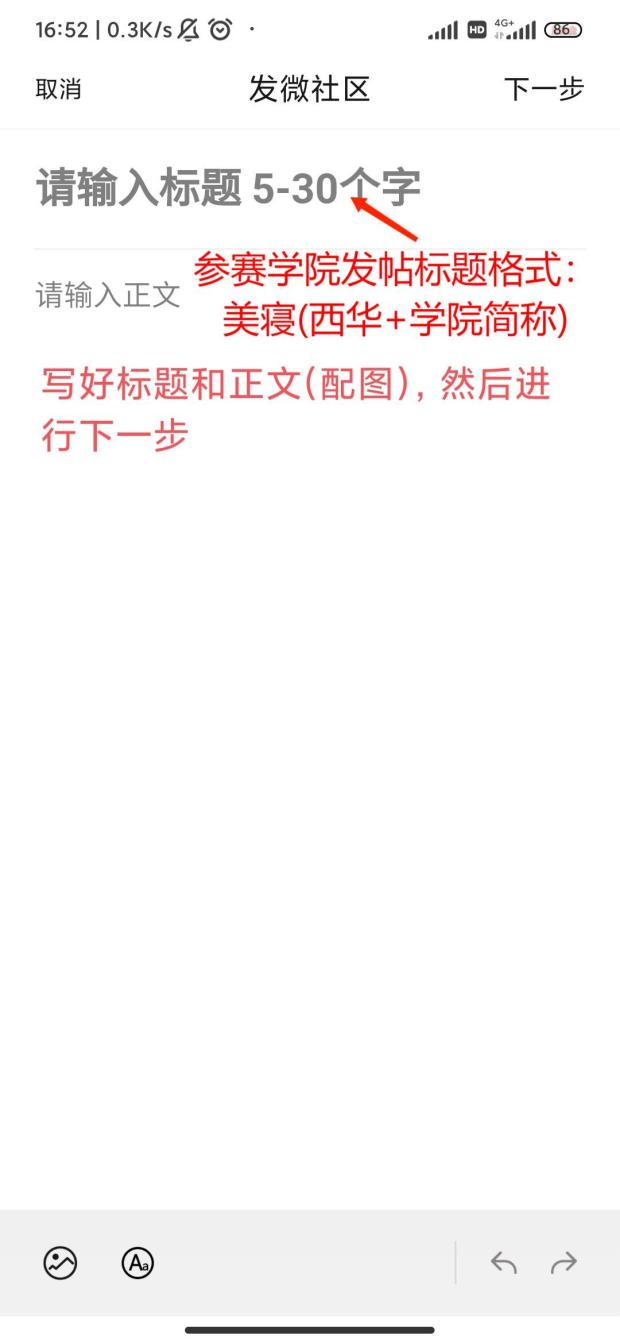 16:52 | 0.3K/s
HD 4G+ 86
取消 发微社区 下一步
请输入标题 5-30个字
参赛学院发帖标题格式：
请输入正文
美寝(西华+学院简称)
写好标题和正文(配图)，然后进
行下一步
Aa